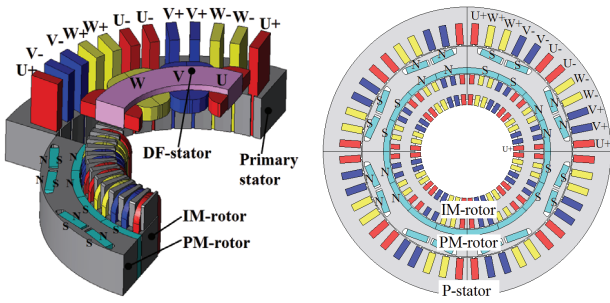 U+
V-
V-
W+
W+
U-
U-
V+
V+
W-
W-
U+
W
V
U
DF-stator
Primary
stator
N
N
S
S
N
N
S
S
N
N
S
S
IM-rotor
PM-rotor
U+
W+
W+
V-
V-
U-
U-
W-
W-
V+
V+
U+
S
S
S
S
N
N
N
N
S
S
S
S
N
N
N
N
U+
IM-rotor
PM-rotor
P-stator